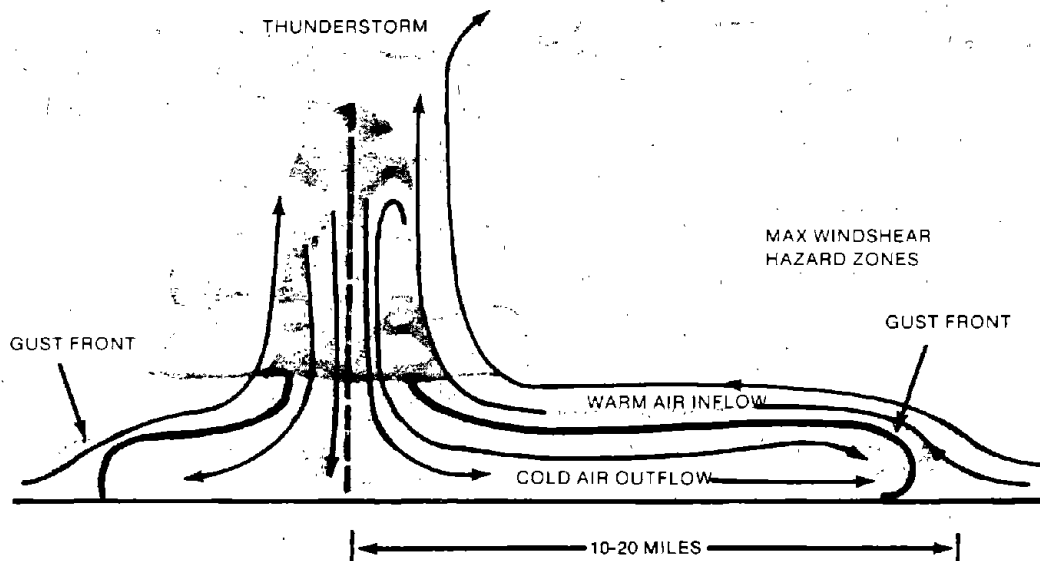 THUNDERSTORM
MAX WINDSHEAR
HAZARD ZONES
GUST FRONT
GUST FRONT
WARM AIR INFLOW
COLD AIR OUTFLOW
10-20 MILES